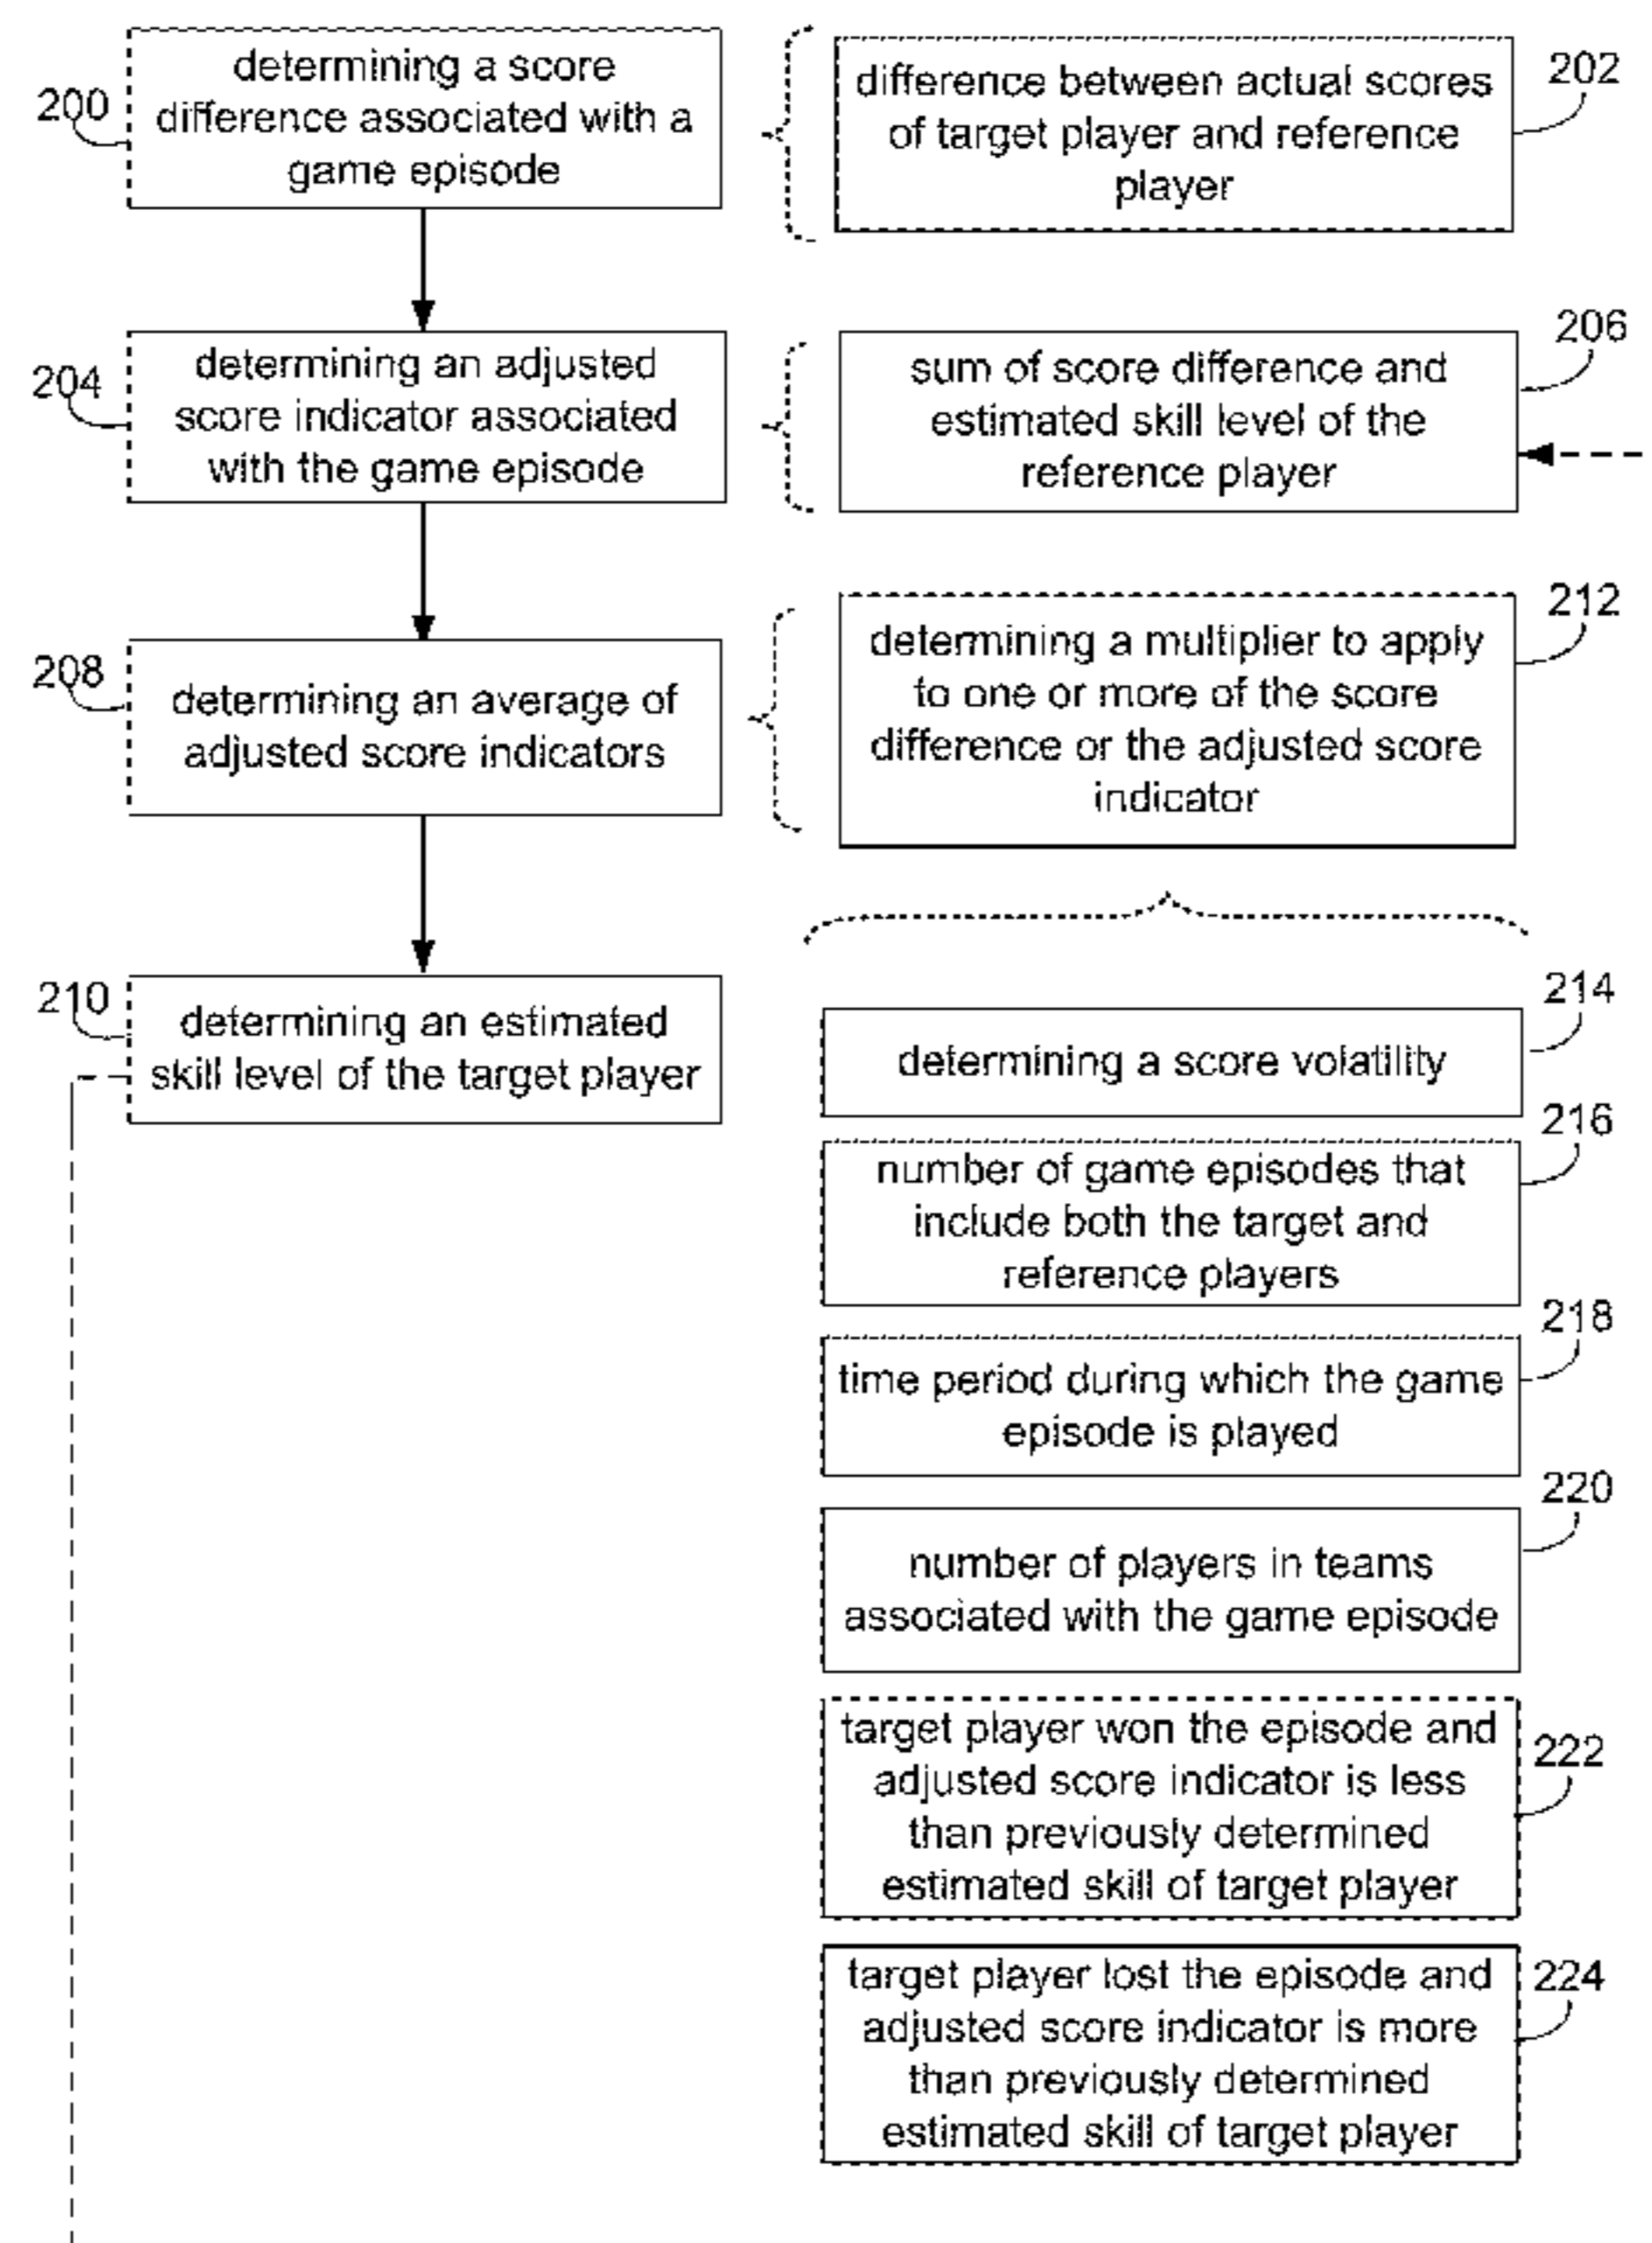 200
determining a score
difference associated with a
game episode
202
difference between actual scores
of target player and reference
player
204
determining an adjusted
score indicator associated
with the game episode
206
sum of score difference and
estimated skill level of the
reference player
208
determining an average of
adjusted score indicators
212
determining a multiplier to apply
to one or more of the score
difference or the adjusted score
indicator
210
determining an estimated
skill level of the target player
214
determining a score volatility
216
number of game episodes that
include both the target and
reference players
218
time period during which the game
episode is played
220
number of players in teams
associated with the game episode
222
target player won the episode and
adjusted score indicator is less
than previously determined
estimated skill of target player
224
target player lost the episode and
adjusted score indicator is more
than previously determined
estimated skill of target player